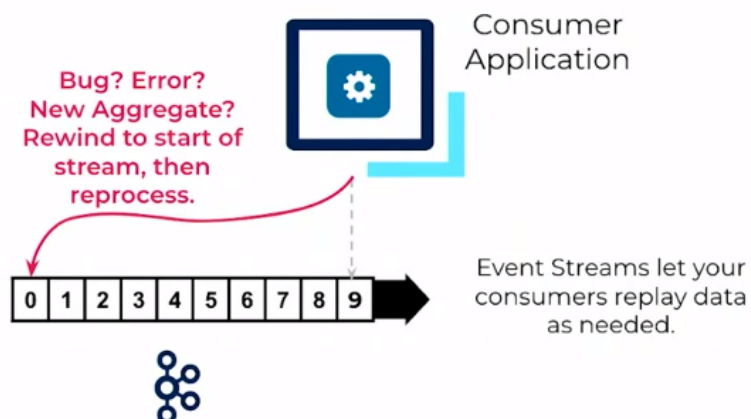 Consumer
Application
Bug? Error?
New Aggregate?
Rewind to start of
stream, then
reprocess.
0 1 2 3 4 5 6 7 8 9
Event Streams let your
consumers replay data
as needed.